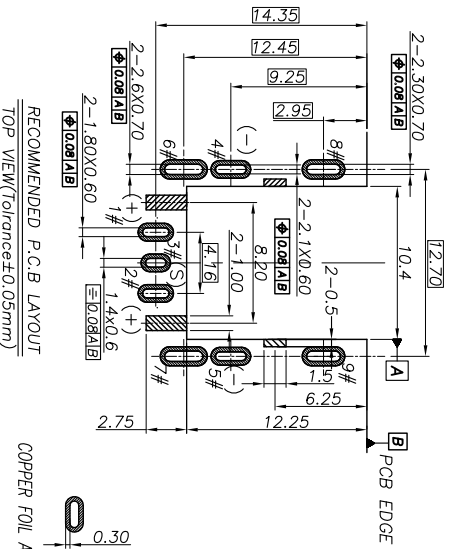 14.35
12.45
9.25
2.95
2-2.30X0.70
⌖ 0.08 A B
2-2.6X0.70
⌖ 0.08 A B
2-1.80X0.60
⌖ 0.08 A B
6#
4#
(-)
8#
12.70
10.4
2-2.1X0.60
⌖ 0.08 A B
2-0.5
8.20
2-1.00
4.16
(+)
1#
3#
(S)
2#
(+)
1.4x0.6
⌯ 0.08 A B
7#
5#
(-)
9#
1.5
6.25
2.75
12.25
A
B
PCB EDGE
RECOMMENDED P.C.B LAYOUT
TOP VIEW(Tolrance±0.05mm)
0.30
COPPER FOIL